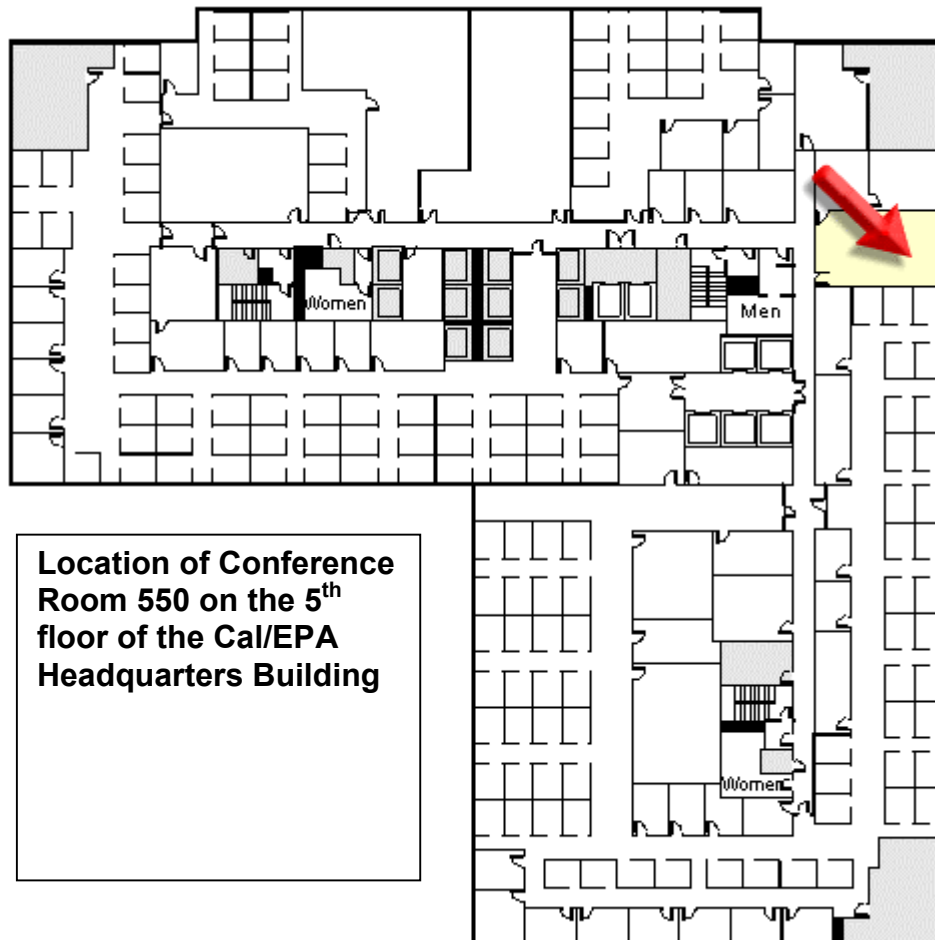 Women
Men
Location of Conference
Room 550 on the 5th
floor of the Cal/EPA
Headquarters Building
Women